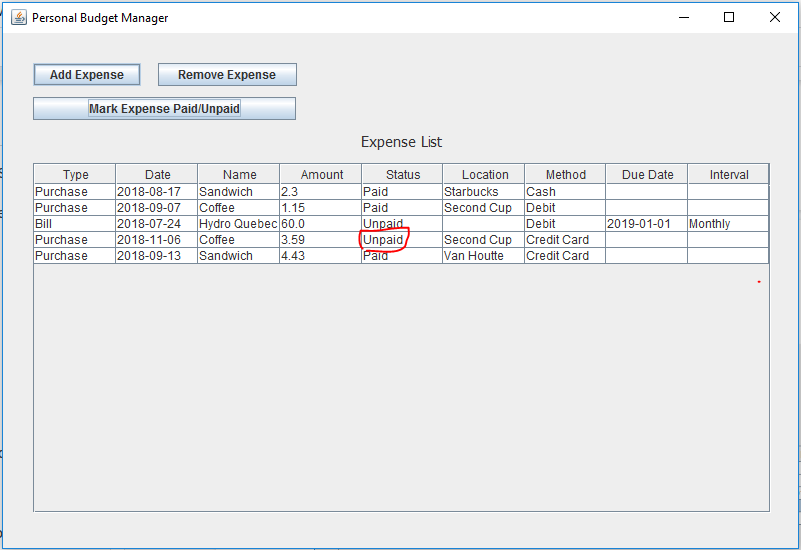 Personal Budget Manager
Add Expense Remove Expense
Mark Expense Paid/Unpaid
Expense List
Type Date Name Amount Status Location Method Due Date Interval
Purchase 2018-08-17 Sandwich 2.3 Paid Starbucks Cash
Purchase 2018-09-07 Coffee 1.15 Paid Second Cup Debit
Bill 2018-07-24 Hydro Quebec 60.0 Unpaid Debit 2019-01-01 Monthly
Purchase 2018-11-06 Coffee 3.59 Unpaid Second Cup Credit Card
Purchase 2018-09-13 Sandwich 4.43 Paid Van Houtte Credit Card